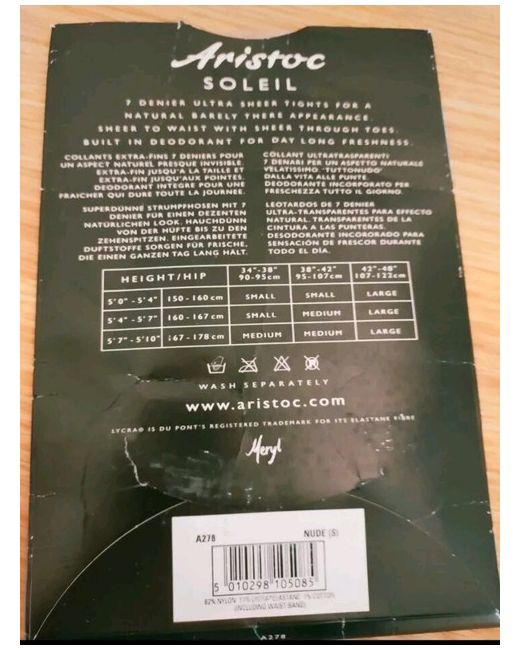 Aristoc
SOLEIL
7 DENIER ULTRA SHEER TIGHTS FOR A
NATURAL BARELY THERE APPEARANCE.
SHEER TO WAIST WITH SHEER THROUGH TOES.
BUILT IN DEODORANT FOR DAY LONG FRESHNESS.
COLLANTS EXTRA-FINS 7 DENIERS POUR
UN ASPECT NATUREL PRESQUE INVISIBLE.
EXTRA-FIN JUSQU'A LA TAILLE ET
EXTRA-FIN JUSQU'AUX POINTES.
DEODORANT INTEGRE POUR UNE
FRAICHEUR QUI DURE TOUTE LA JOURNEE.
COLLANT ULTRATRASPARENTI
7 DENARI PER UN ASPETTO NATURALE
VELATISSIMO. "TUTTONUDO"
DALLA VITA ALLE PUNTE.
DEODORANTE INCORPORATO PER
FRESCHEZZA TUTTO IL GIORNO.
SUPERDÜNNE STRUMPFHOSEN MIT 7
DENIER FÜR EINEN DEZENTEN
NATÜRLICHEN LOOK. HAUCHDÜNN
VON DER HÜFTE BIS ZU DEN
ZEHENSPITZEN. EINGEARBEITETE
DUFTSTOFFE SORGEN FÜR FRISCHE,
DIE EINEN GANZEN TAG LANG HÄLT.
LEOTARDOS DE 7 DENIER
ULTRA-TRANSPARENTES PARA EFECTO
NATURAL. TRANSPARENTES DE LA
CINTURA A LAS PUNTERAS.
DESODORANTE INCORORADO PARA
SENSACIÓN DE FRESCOR DURANTE
TODO EL DÍA.
HEIGHT/HIP 34"-38" 90-95cm 38"-42" 95-107cm 42"-48" 107-122cm
5'0" - 5'4" 150 - 160 cm SMALL SMALL LARGE
5'4" - 5'7" 160 - 167 cm SMALL MEDIUM LARGE
5'7" - 5'10" 167 - 178 cm MEDIUM MEDIUM LARGE
WASH SEPARATELY
www.aristoc.com
LYCRA® IS DU PONT'S REGISTERED TRADEMARK FOR ITS ELASTANE FIBRE
Meryl
A278 NUDE (S)
5 010298 105085
82% NYLON COTTON
(INCLUDING WAIST BAND)
A278